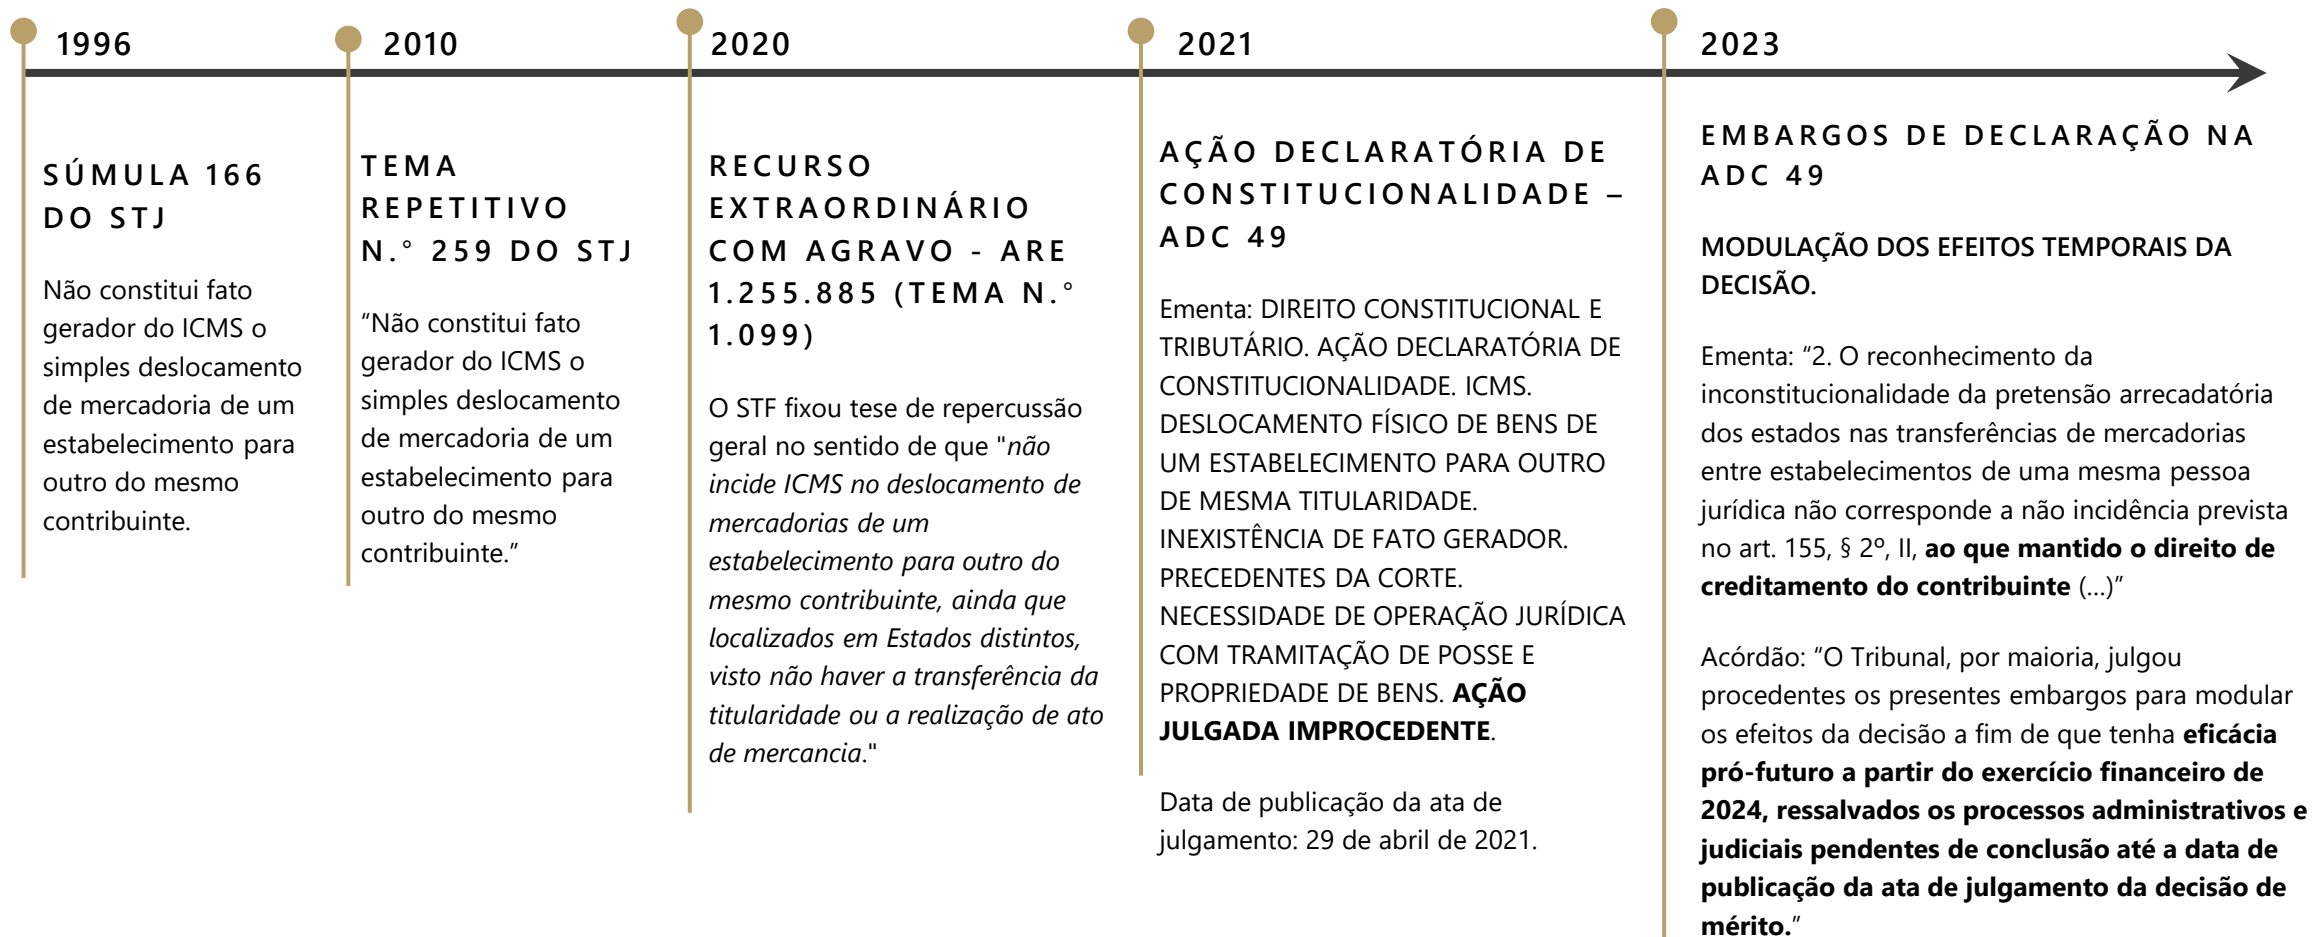 1996
SÚMULA 166
DO STJ
Não constitui fato
gerador do ICMS o
simples deslocamento
de mercadoria de um
estabelecimento para
outro do mesmo
contribuinte.
2010
TEMA
REPETITIVO
N.° 259 DO STJ
“Não constitui fato
gerador do ICMS o
simples deslocamento
de mercadoria de um
estabelecimento para
outro do mesmo
contribuinte.”
2020
RECURSO
EXTRAORDINÁRIO
COM AGRAVO - ARE
1.255.885 (TEMA N.°
1.099)
O STF fixou tese de repercussão
geral no sentido de que "não
incide ICMS no deslocamento de
mercadorias de um
estabelecimento para outro do
mesmo contribuinte, ainda que
localizados em Estados distintos,
visto não haver a transferência da
titularidade ou a realização de ato
de mercancia."
2021
AÇÃO DECLARATÓRIA DE
CONSTITUCIONALIDADE –
ADC 49
Ementa: DIREITO CONSTITUCIONAL E
TRIBUTÁRIO. AÇÃO DECLARATÓRIA DE
CONSTITUCIONALIDADE. ICMS.
DESLOCAMENTO FÍSICO DE BENS DE
UM ESTABELECIMENTO PARA OUTRO
DE MESMA TITULARIDADE.
INEXISTÊNCIA DE FATO GERADOR.
PRECEDENTES DA CORTE.
NECESSIDADE DE OPERAÇÃO JURÍDICA
COM TRAMITAÇÃO DE POSSE E
PROPRIEDADE DE BENS. AÇÃO
JULGADA IMPROCEDENTE.
Data de publicação da ata de
julgamento: 29 de abril de 2021.
2023
EMBARGOS DE DECLARAÇÃO NA
ADC 49
MODULAÇÃO DOS EFEITOS TEMPORAIS DA
DECISÃO.
Ementa: “2. O reconhecimento da
inconstitucionalidade da pretensão arrecadatória
dos estados nas transferências de mercadorias
entre estabelecimentos de uma mesma pessoa
jurídica não corresponde a não incidência prevista
no art. 155, § 2º, II, ao que mantido o direito de
creditamento do contribuinte (...)”
Acórdão: “O Tribunal, por maioria, julgou
procedentes os presentes embargos para modular
os efeitos da decisão a fim de que tenha eficácia
pró-futuro a partir do exercício financeiro de
2024, ressalvados os processos administrativos e
judiciais pendentes de conclusão até a data de
publicação da ata de julgamento da decisão de
mérito.”